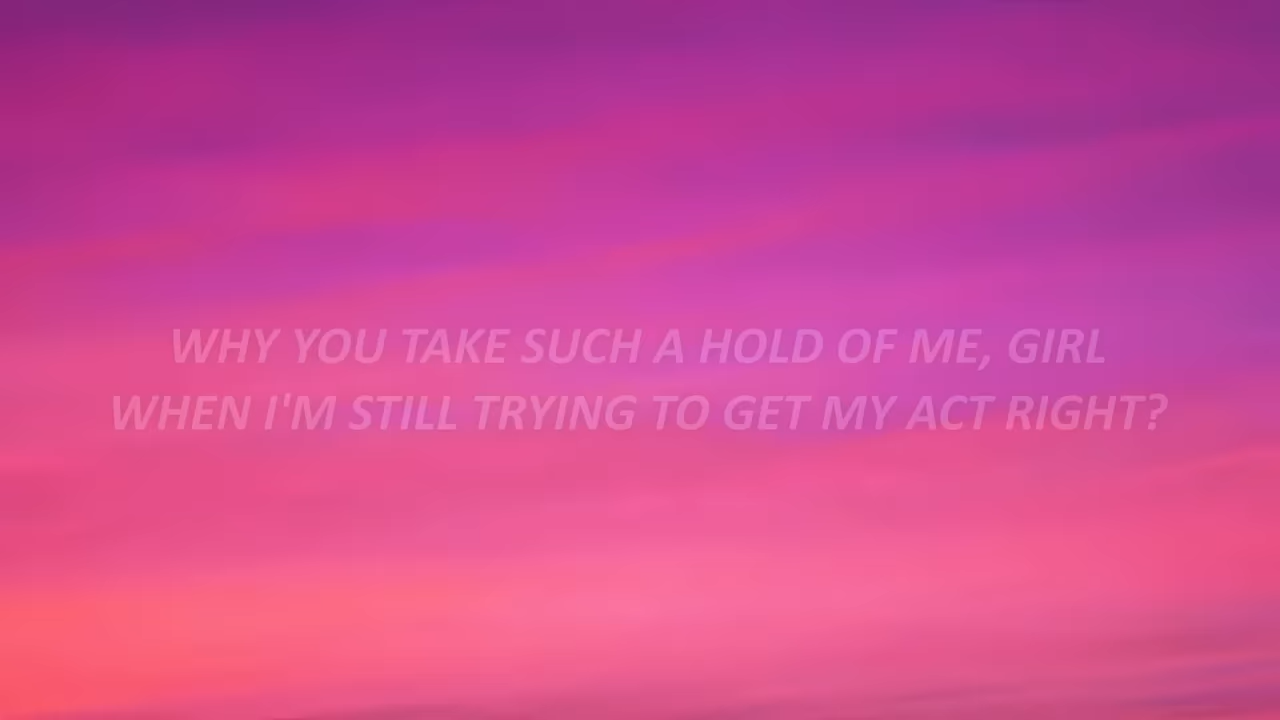 WHY YOU TAKE SUCH A HOLD OF ME, GIRL
WHEN I'M STILL TRYING TO GET MY ACT RIGHT?